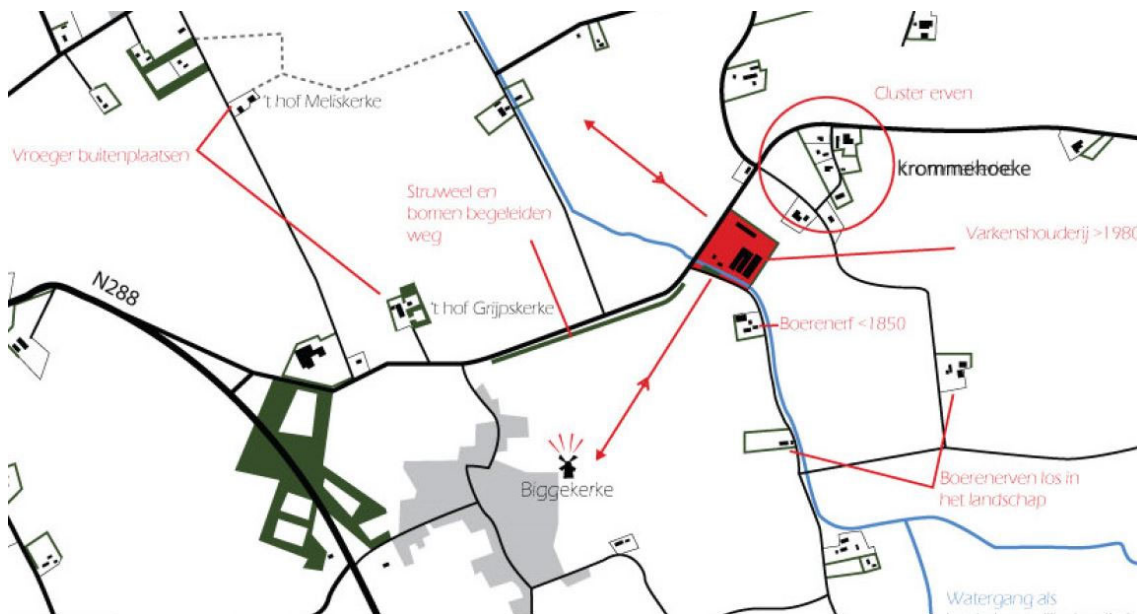 't hof Meliskerke
Vroeger buitenplaatsen
Struweel en
bomen begeleiden
weg
Cluster erven
Krommehoeke
Varkenshouderij >1980
N288
't hof Grijpskerke
Boerenerf <1850
Biggekerke
Boerenerven los in
het landschap
Watergang als